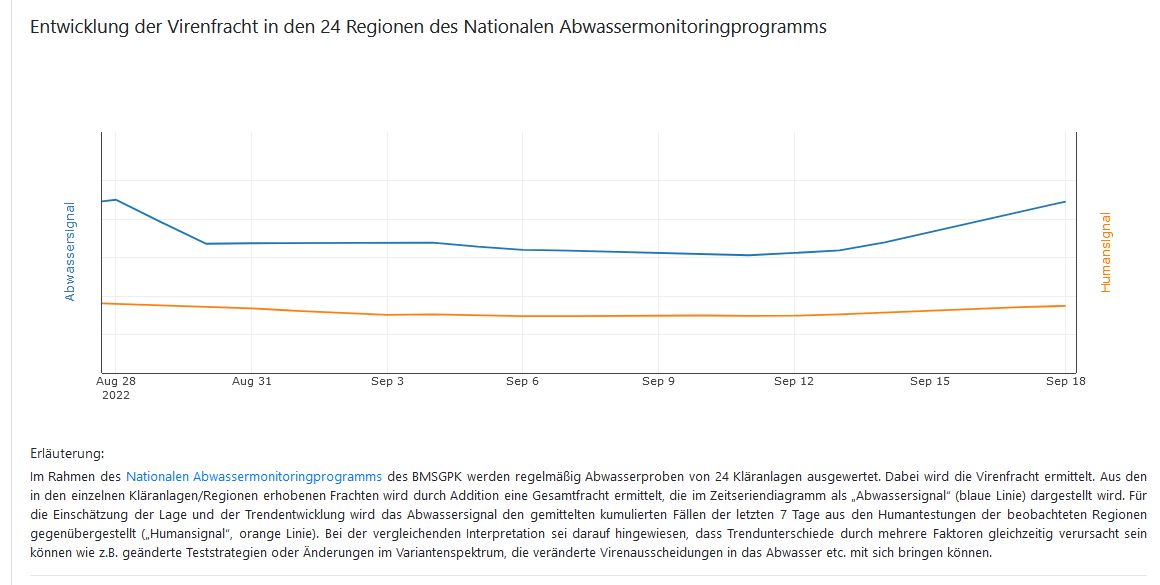 Entwicklung der Virenfracht in den 24 Regionen des Nationalen Abwassermonitoringprogramms
Abwassersignal
Humansignal
Aug 28
2022
Aug 31
Sep 3
Sep 6
Sep 9
Sep 12
Sep 15
Sep 18
Erläuterung:
Im Rahmen des Nationalen Abwassermonitoringprogramms des BMSGPK werden regelmäßig Abwasserproben von 24 Kläranlagen ausgewertet. Dabei wird die Virenfracht ermittelt. Aus den
in den einzelnen Kläranlagen/Regionen erhobenen Frachten wird durch Addition eine Gesamtfracht ermittelt, die im Zeitseriendiagramm als „Abwassersignal“ (blaue Linie) dargestellt wird. Für
die Einschätzung der Lage und der Trendentwicklung wird das Abwassersignal den gemittelten kumulierten Fällen der letzten 7 Tage aus den Humantestungen der beobachteten Regionen
gegenübergestellt („Humansignal“, orange Linie). Bei der vergleichenden Interpretation sei darauf hingewiesen, dass Trendunterschiede durch mehrere Faktoren gleichzeitig verursacht sein
können wie z.B. geänderte Teststrategien oder Änderungen im Variantenspektrum, die veränderte Virenausscheidungen in das Abwasser etc. mit sich bringen können.